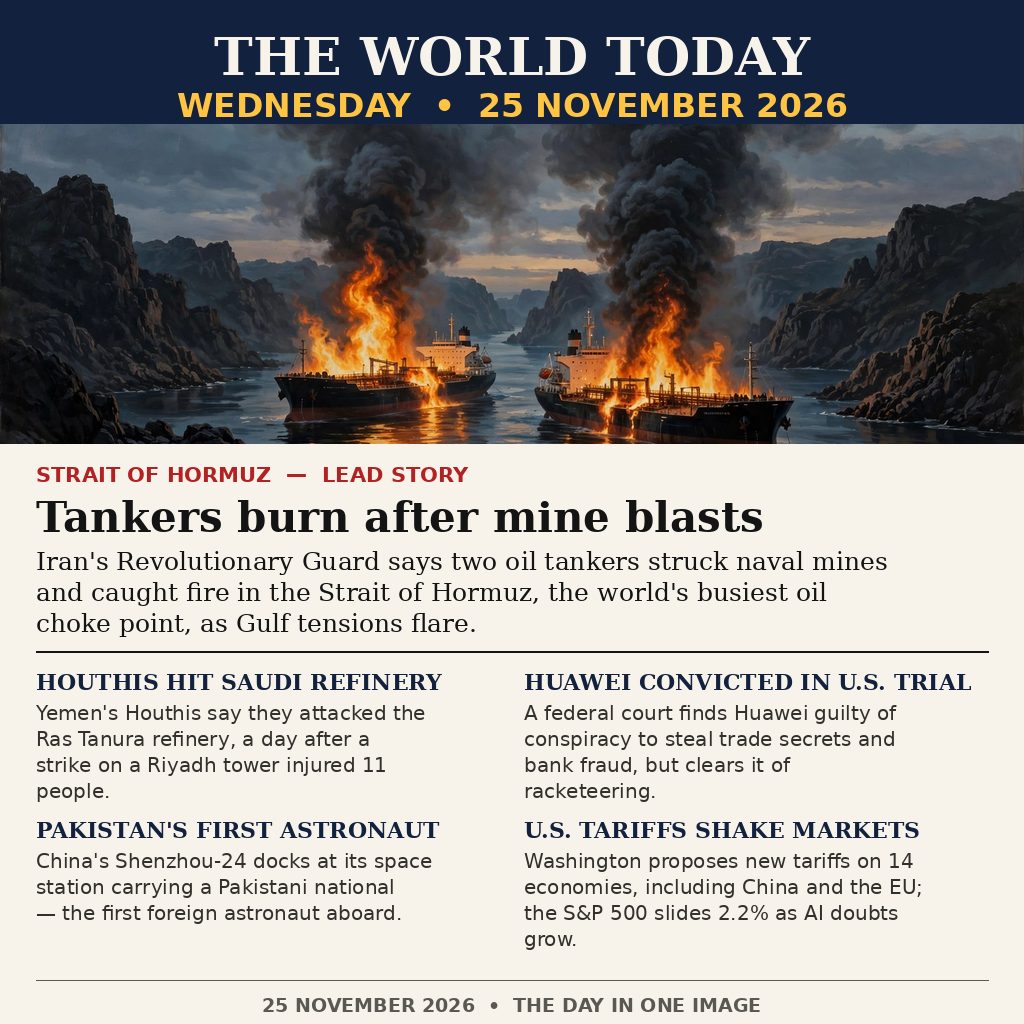 THE WORLD TODAY
WEDNESDAY • 25 NOVEMBER 2026
STRAIT OF HORMUZ — LEAD STORY
Tankers burn after mine blasts
Iran's Revolutionary Guard says two oil tankers struck naval mines
and caught fire in the Strait of Hormuz, the world's busiest oil
choke point, as Gulf tensions flare.
HOUTHIS HIT SAUDI REFINERY
Yemen's Houthis say they attacked the
Ras Tanura refinery, a day after a
strike on a Riyadh tower injured 11
people.
HUAWEI CONVICTED IN U.S. TRIAL
A federal court finds Huawei guilty of
conspiracy to steal trade secrets and
bank fraud, but clears it of
racketeering.
PAKISTAN'S FIRST ASTRONAUT
China's Shenzhou-24 docks at its space
station carrying a Pakistani national
— the first foreign astronaut aboard.
U.S. TARIFFS SHAKE MARKETS
Washington proposes new tariffs on 14
economies, including China and the EU;
the S&P 500 slides 2.2% as AI doubts
grow.
25 NOVEMBER 2026 • THE DAY IN ONE IMAGE